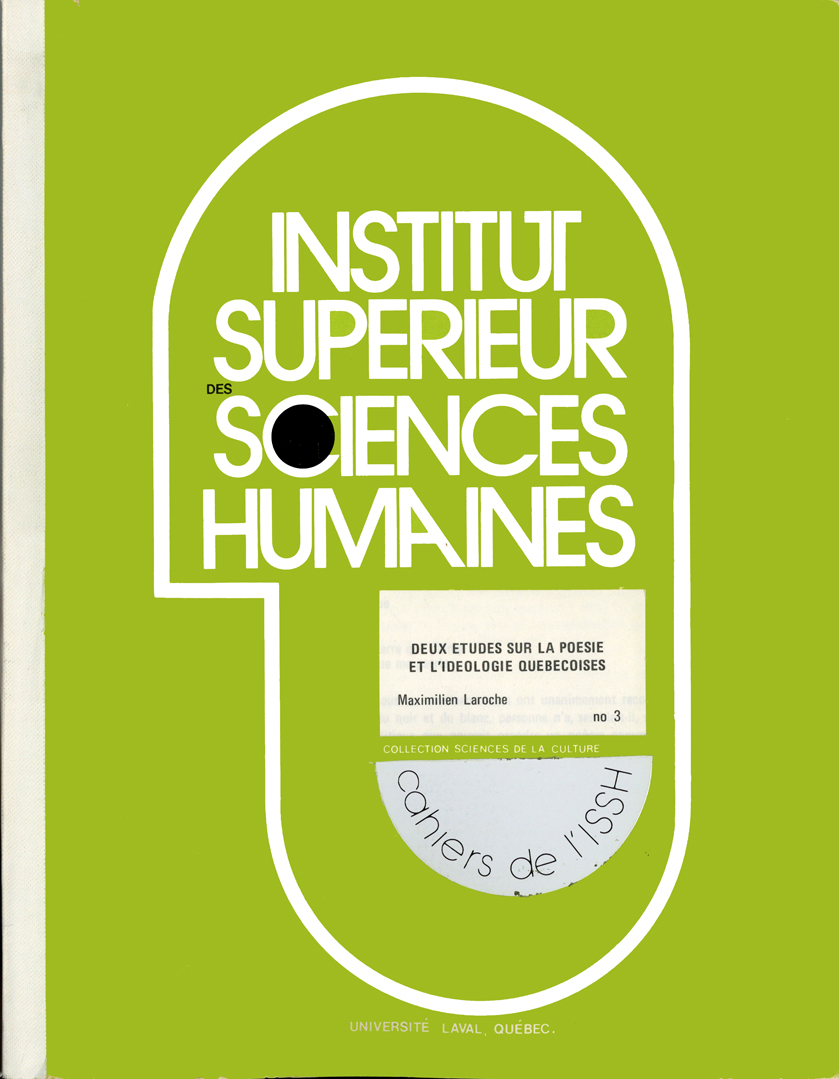 INSTITUT
SUPERIEUR
DES
SCIENCES
HUMAINES
DEUX ETUDES SUR LA POESIE
ET L'IDEOLOGIE QUEBECOISES
Maximilien Laroche
no 3
COLLECTION SCIENCES DE LA CULTURE
cahiers de l'ISSH
UNIVERSITÉ LAVAL, QUÉBEC.